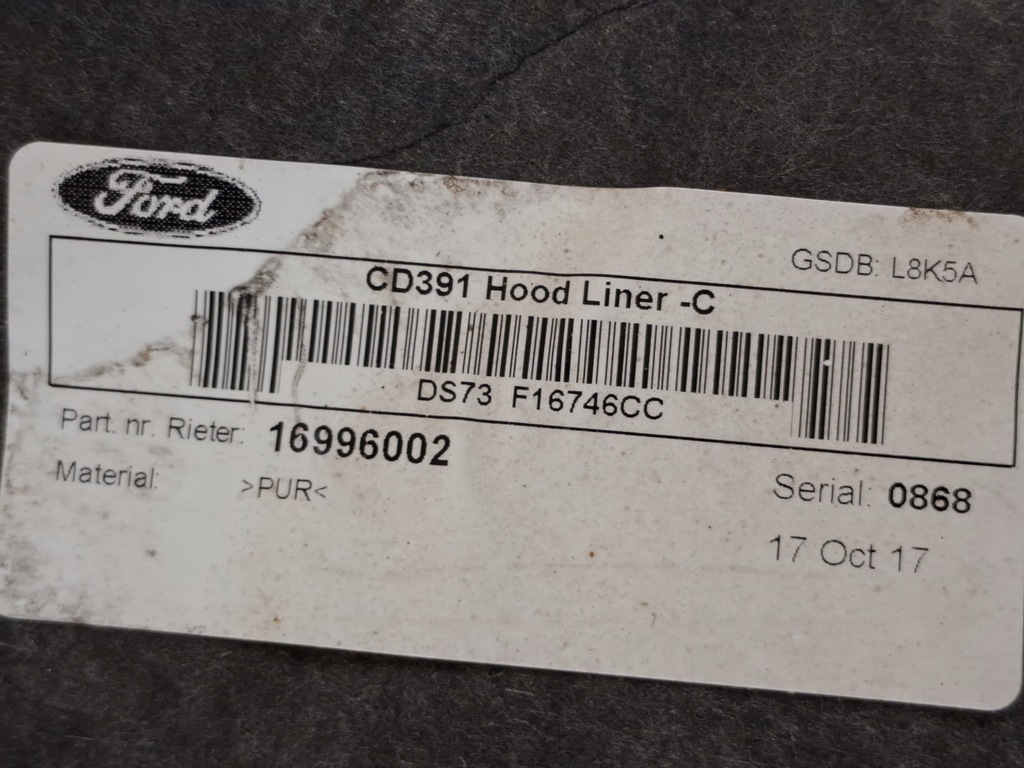 Ford
GSDB: L8K5A
CD391 Hood Liner -C
DS73 F16746CC
Part. nr. Rieter: 16996002
Material: >PUR<
Serial: 0868
17 Oct 17